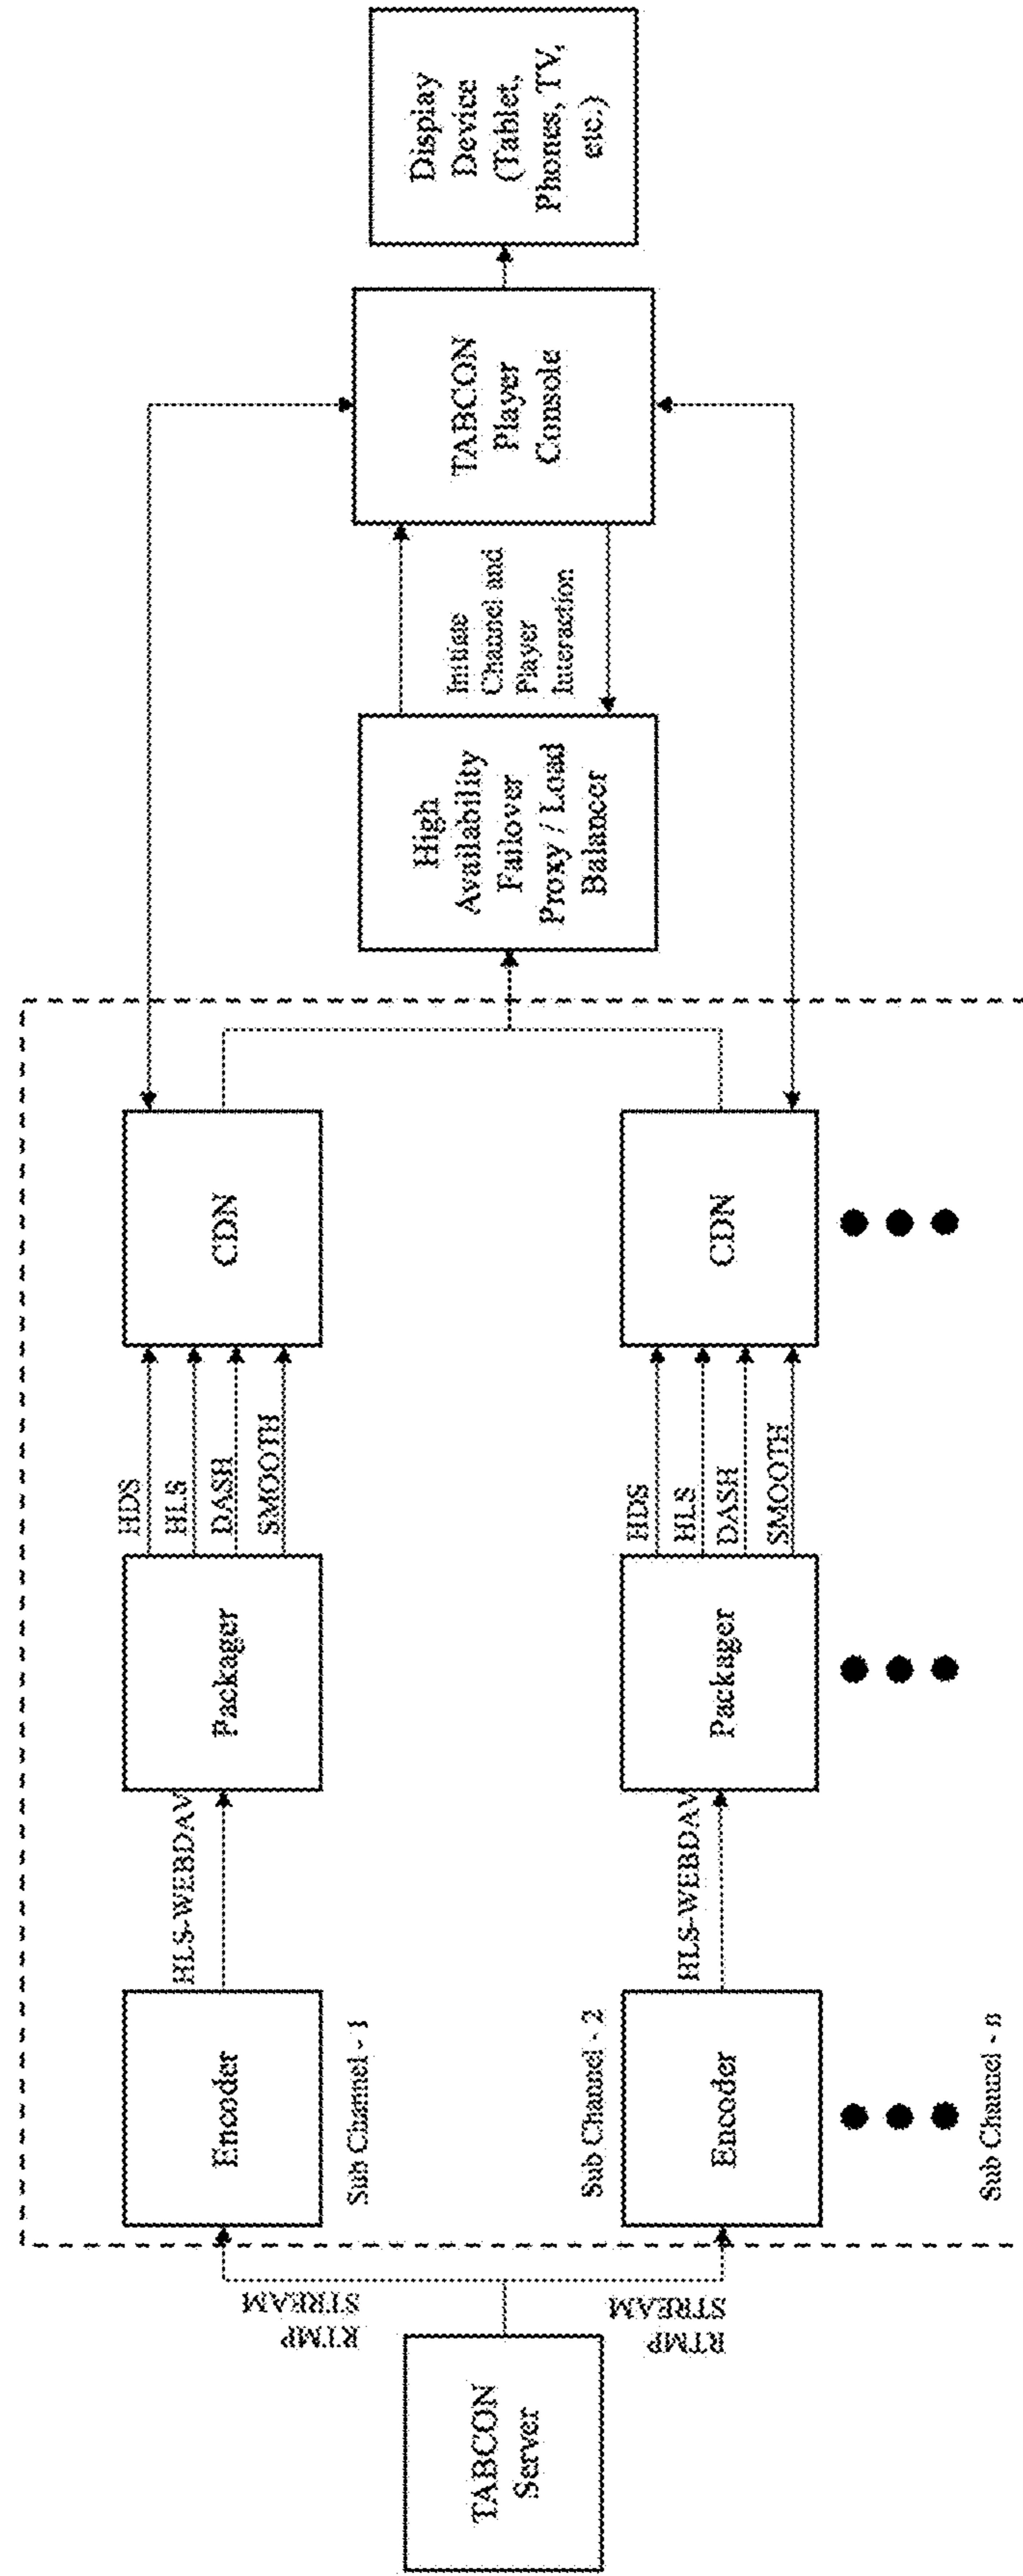 TABCON
Server
RTMP
STREAM
RTMP
STREAM
Encoder
Sub Channel - 1
HLS-WEBDAV
Packager
HDS
HLS
DASH
SMOOTH
CDN
Sub Channel - 2
Encoder
HLS-WEBDAV
Packager
HDS
HLS
DASH
SMOOTH
CDN
Sub Channel - n
High
Availability
Failover
Proxy / Load
Balancer
Initiate
Channel and
Player
Interaction
TABCON
Player
Console
Display
Device
(Tablet,
Phones, TV,
etc.)